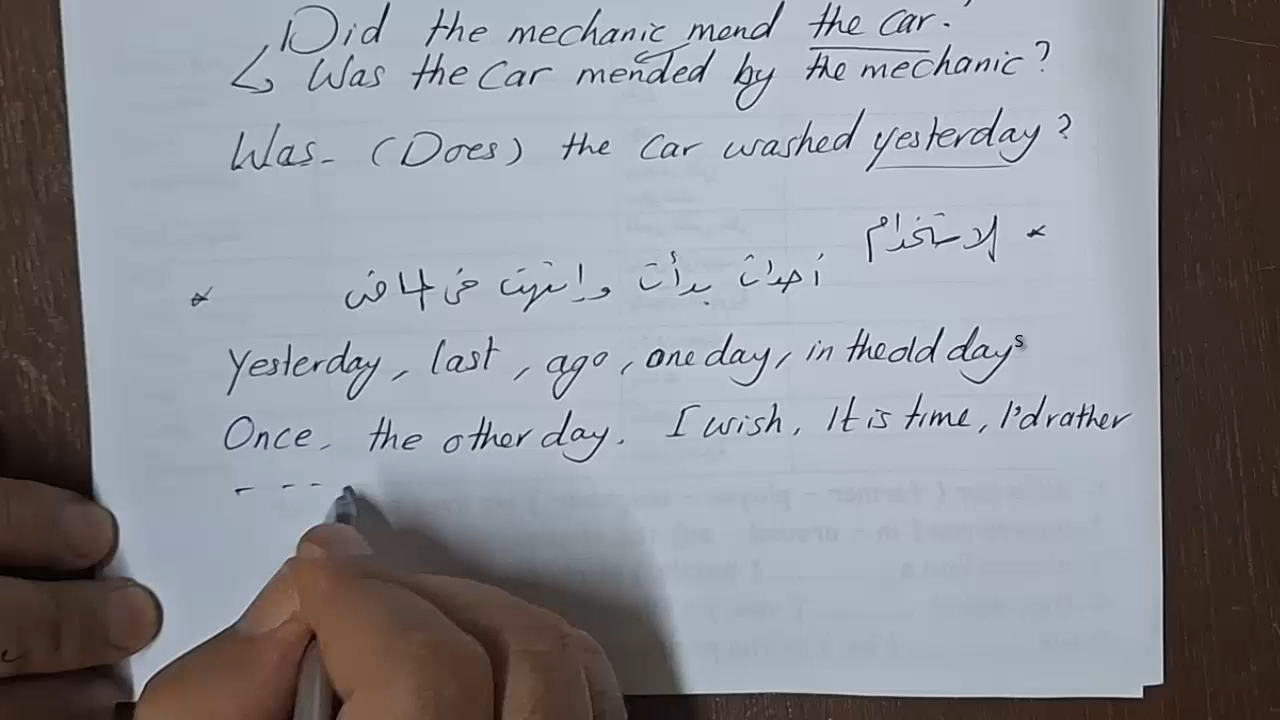 Did the mechanic mend the car.
↳ Was the car mended by the mechanic?
Was - (Does) the car washed yesterday?
* الاستخدام
* أحداث بدأت وإنتهت فى الماضى
Yesterday, last, ago, one day, in the old days
Once, the other day. I wish, It is time, I'd rather
- - - -